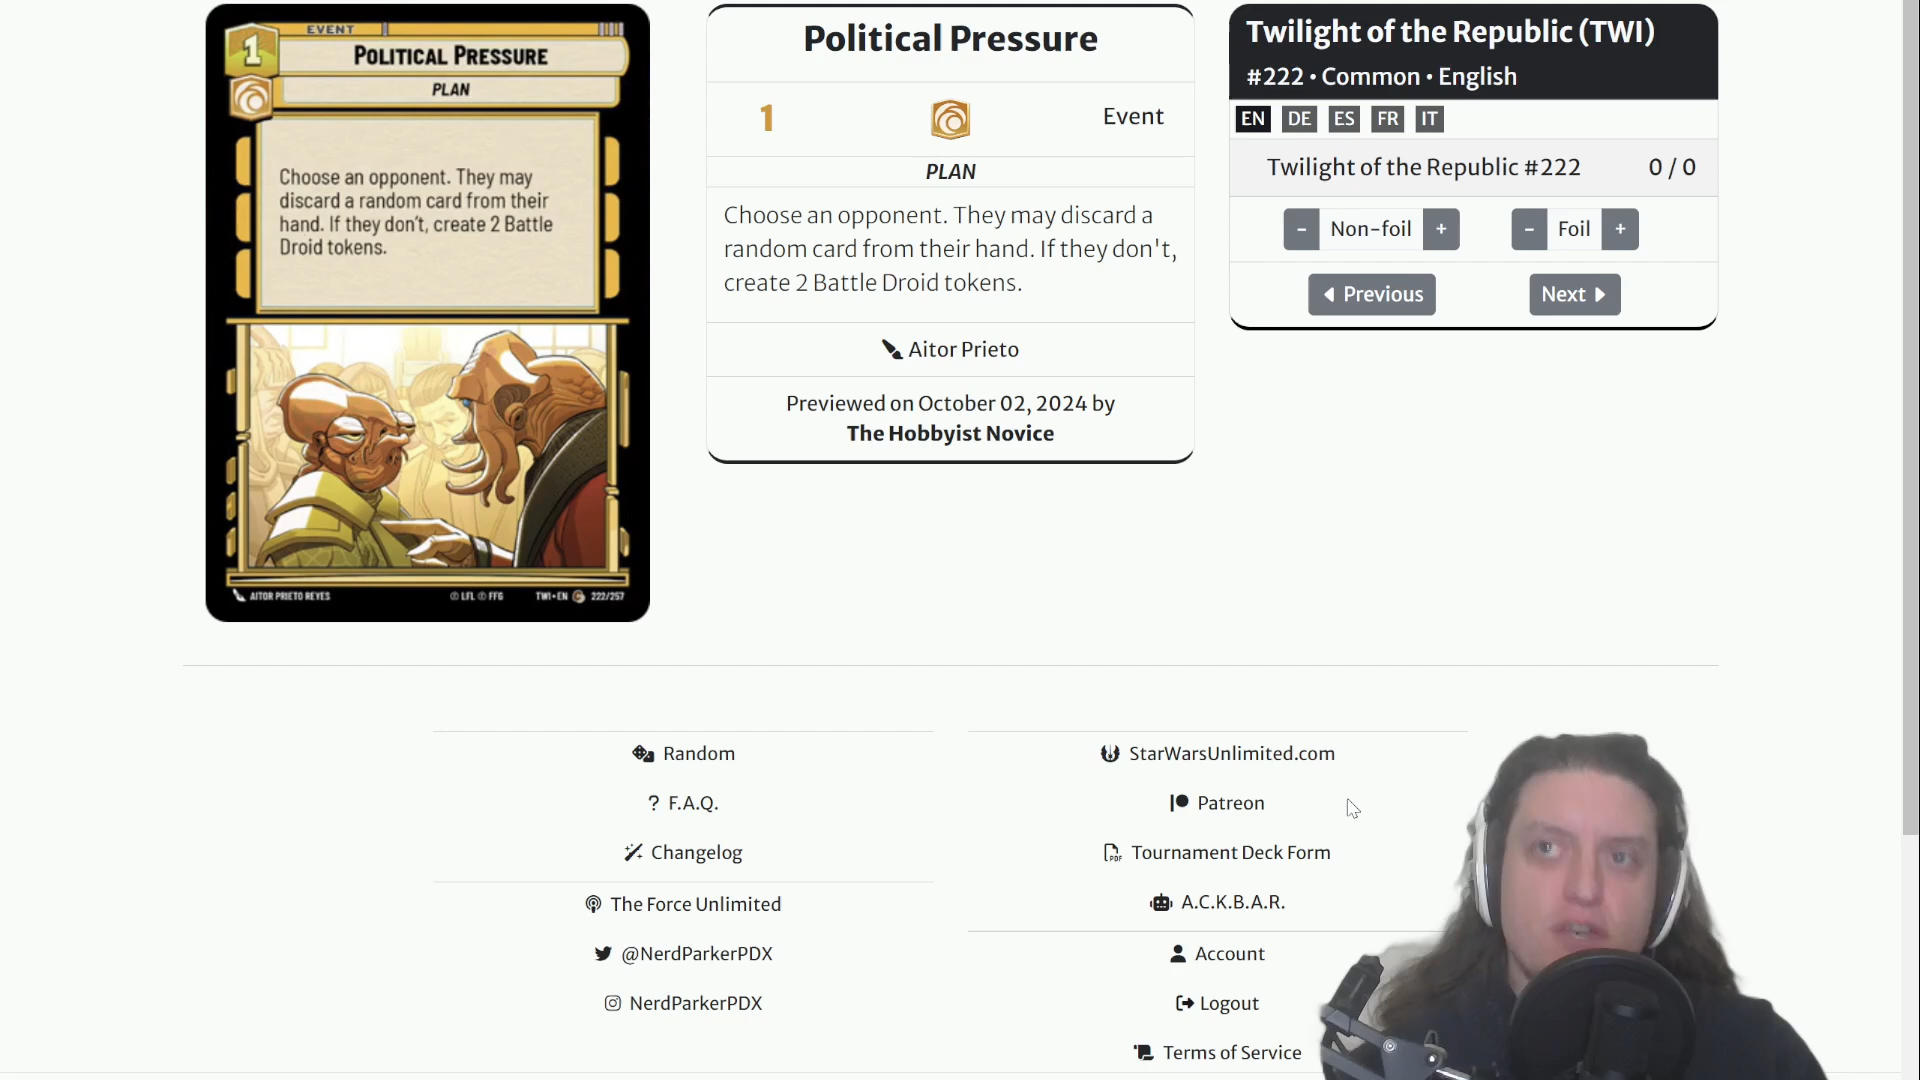 EVENT
1
POLITICAL PRESSURE
PLAN
Choose an opponent. They may
discard a random card from their
hand. If they don't, create 2 Battle
Droid tokens.
AITOR PRIETO REYES
LFL FFG
TWI•EN C 222/257
Political Pressure
1
Event
PLAN
Choose an opponent. They may discard a
random card from their hand. If they don't,
create 2 Battle Droid tokens.
Aitor Prieto
Previewed on October 02, 2024 by
The Hobbyist Novice
Twilight of the Republic (TWI)
#222 • Common • English
EN DE ES FR IT
Twilight of the Republic #222 0 / 0
- Non-foil + - Foil +
Previous Next
Random
? F.A.Q.
Changelog
The Force Unlimited
@NerdParkerPDX
NerdParkerPDX
StarWarsUnlimited.com
Patreon
PDF Tournament Deck Form
A.C.K.B.A.R.
Account
Logout
Terms of Service